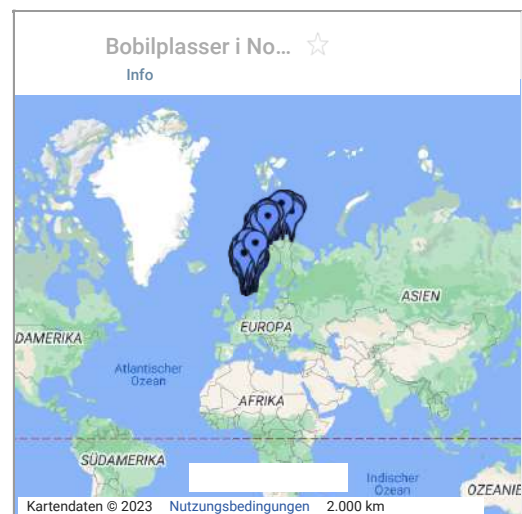 Bobilplasser i No…
Info
ASIEN
EUROPA
DAMERIKA
Atlantischer
Ozean
AFRIKA
SÜDAMERIKA
Indischer
Ozean
OZEANIE
Kartendaten © 2023 Nutzungsbedingungen 2.000 km